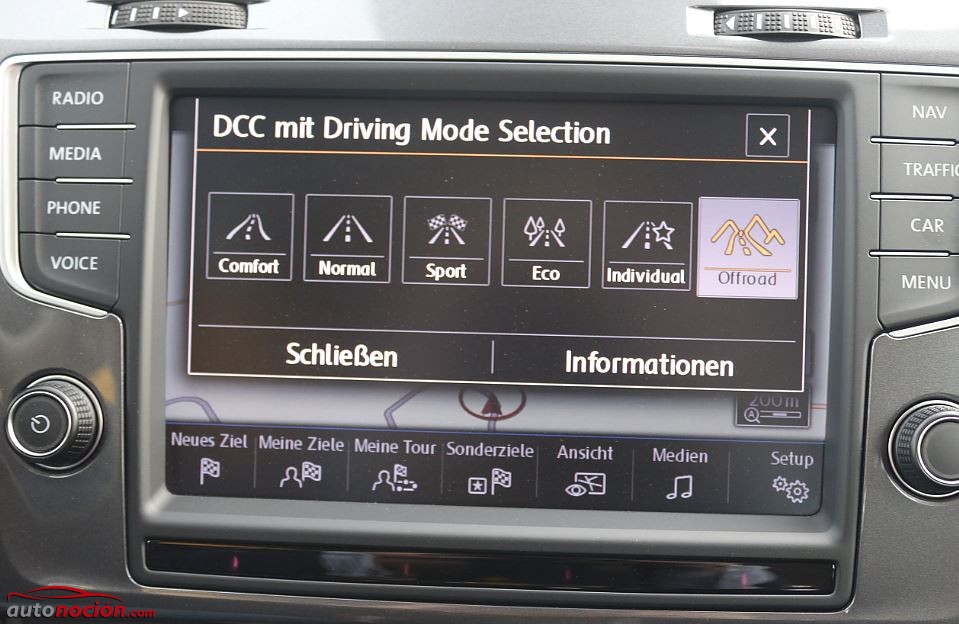 RADIO
MEDIA
PHONE
VOICE
NAV
TRAFFIC
CAR
MENU
DCC mit Driving Mode Selection
X
Comfort Normal Sport Eco Individual Offroad
Schließen Informationen
200 m
A
Neues Ziel Meine Ziele Meine Tour Sonderziele Ansicht Medien Setup
autonocion.com